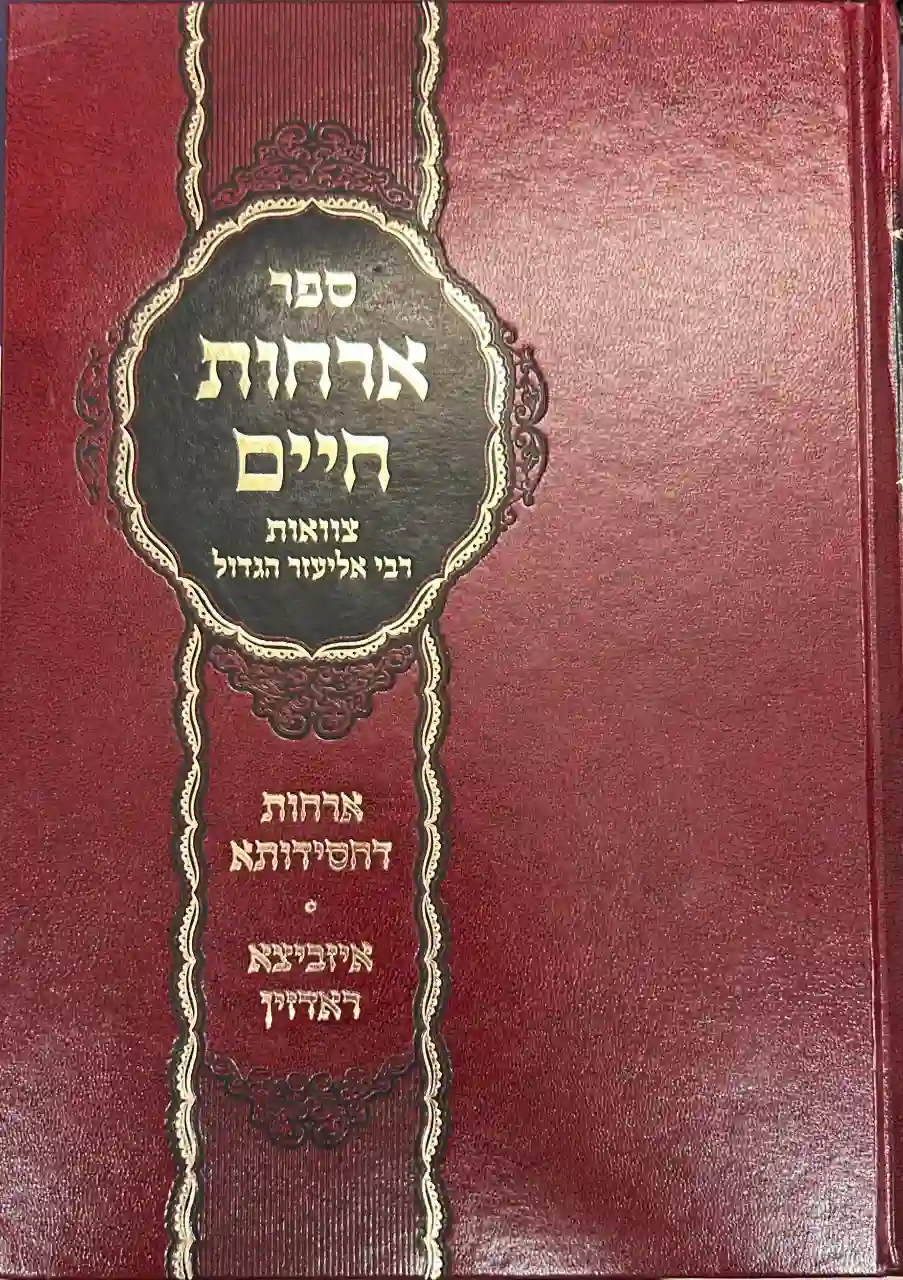 ספר
ארחות
חיים
צוואות
רבי אליעזר הגדול
ארחות
דחסידותא
איזביצא
ראדזין